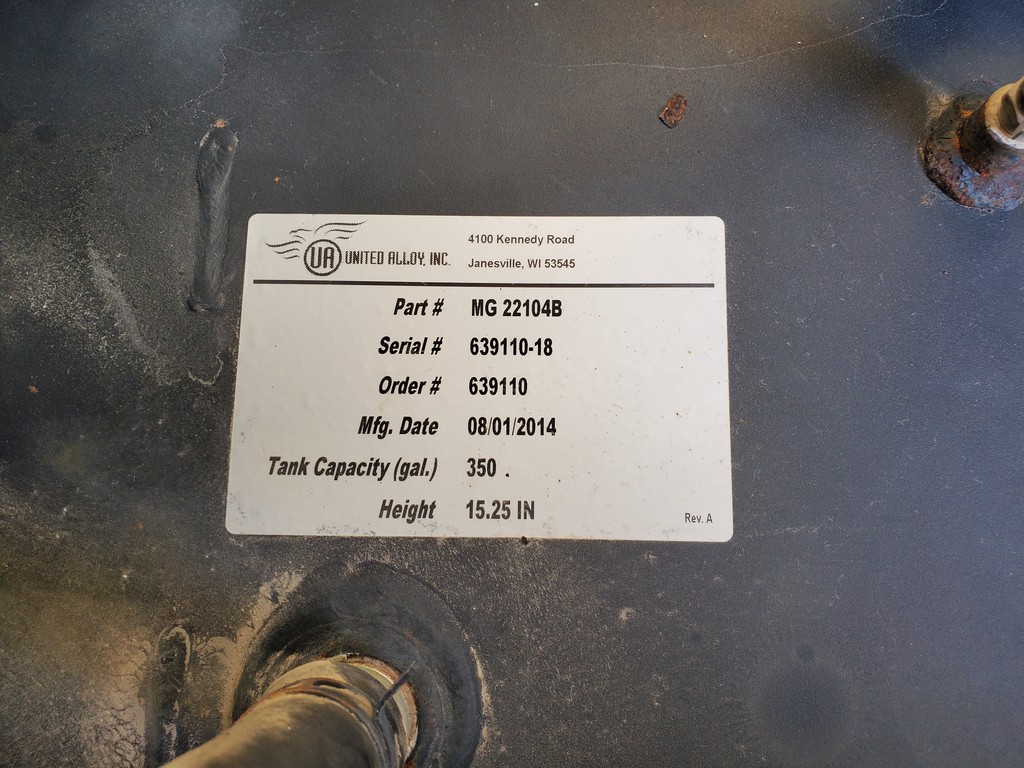 UA UNITED ALLOY, INC.
4100 Kennedy Road
Janesville, WI 53545
Part # MG 22104B
Serial # 639110-18
Order # 639110
Mfg. Date 08/01/2014
Tank Capacity (gal.) 350 .
Height 15.25 IN
Rev. A